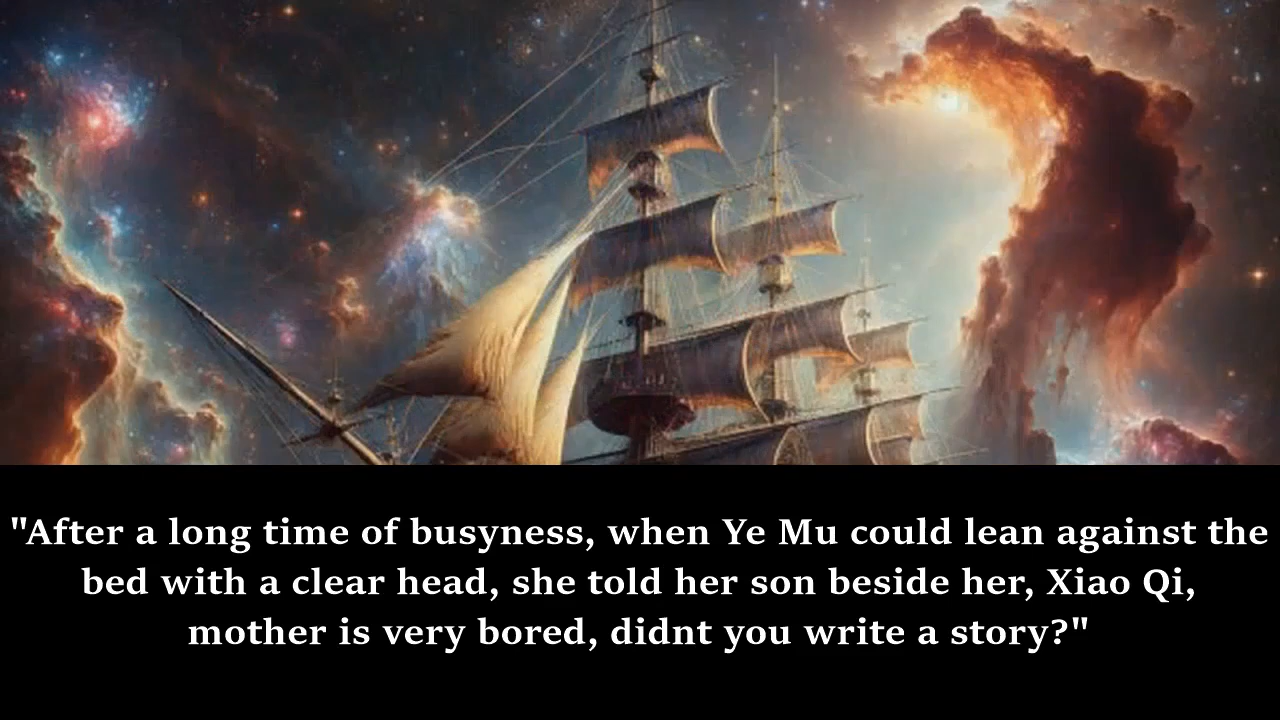 "After a long time of busyness, when Ye Mu could lean against the
bed with a clear head, she told her son beside her, Xiao Qi,
mother is very bored, didnt you write a story?"